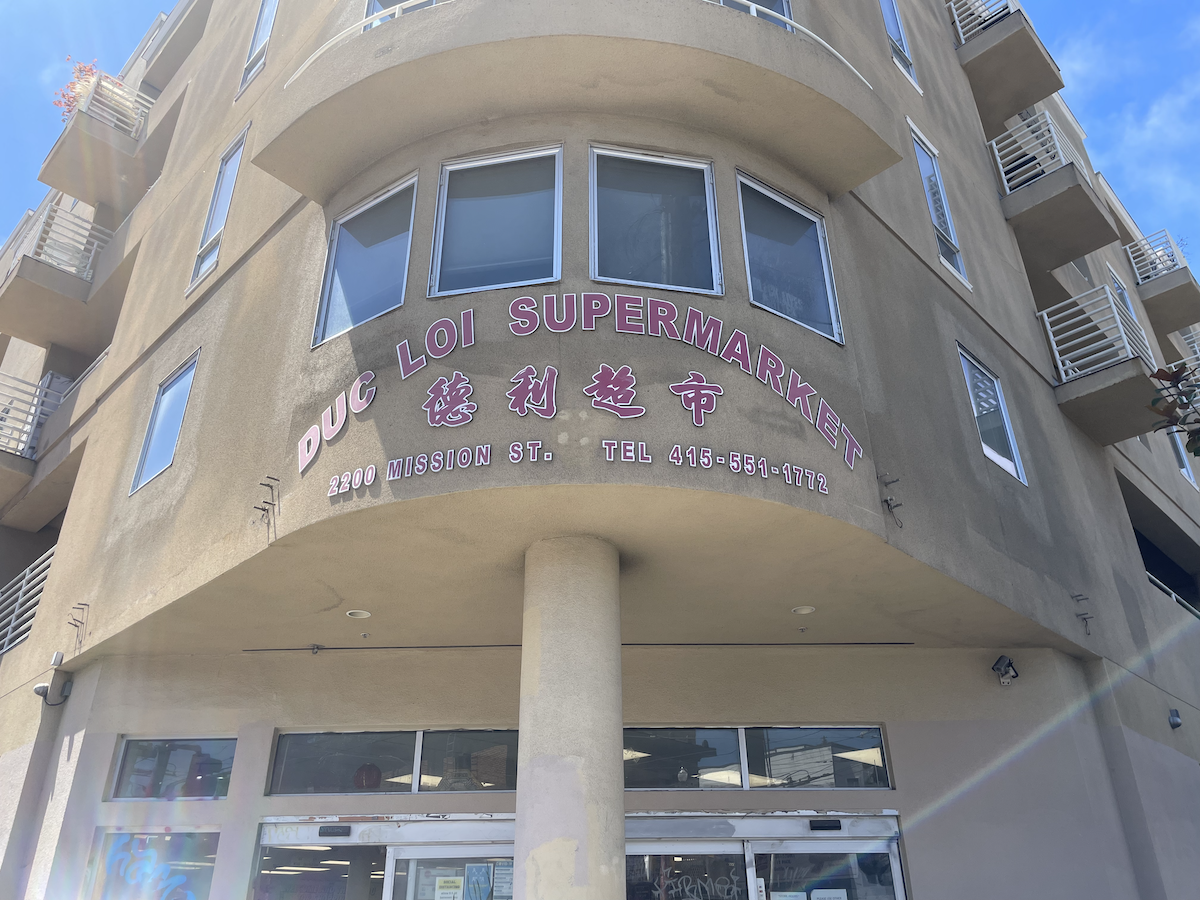 DUC LOI SUPERMARKET
德利超市
2200 MISSION ST. TEL 415-551-1772